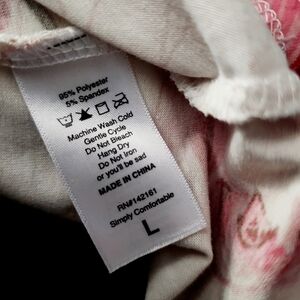 95% Polyester
5% Spandex
Machine Wash Cold
Gentle Cycle
Do Not Bleach
Hang Dry
Do Not Iron
or you'll be sad
MADE IN CHINA
RN#142161
Simply Comfortable
L